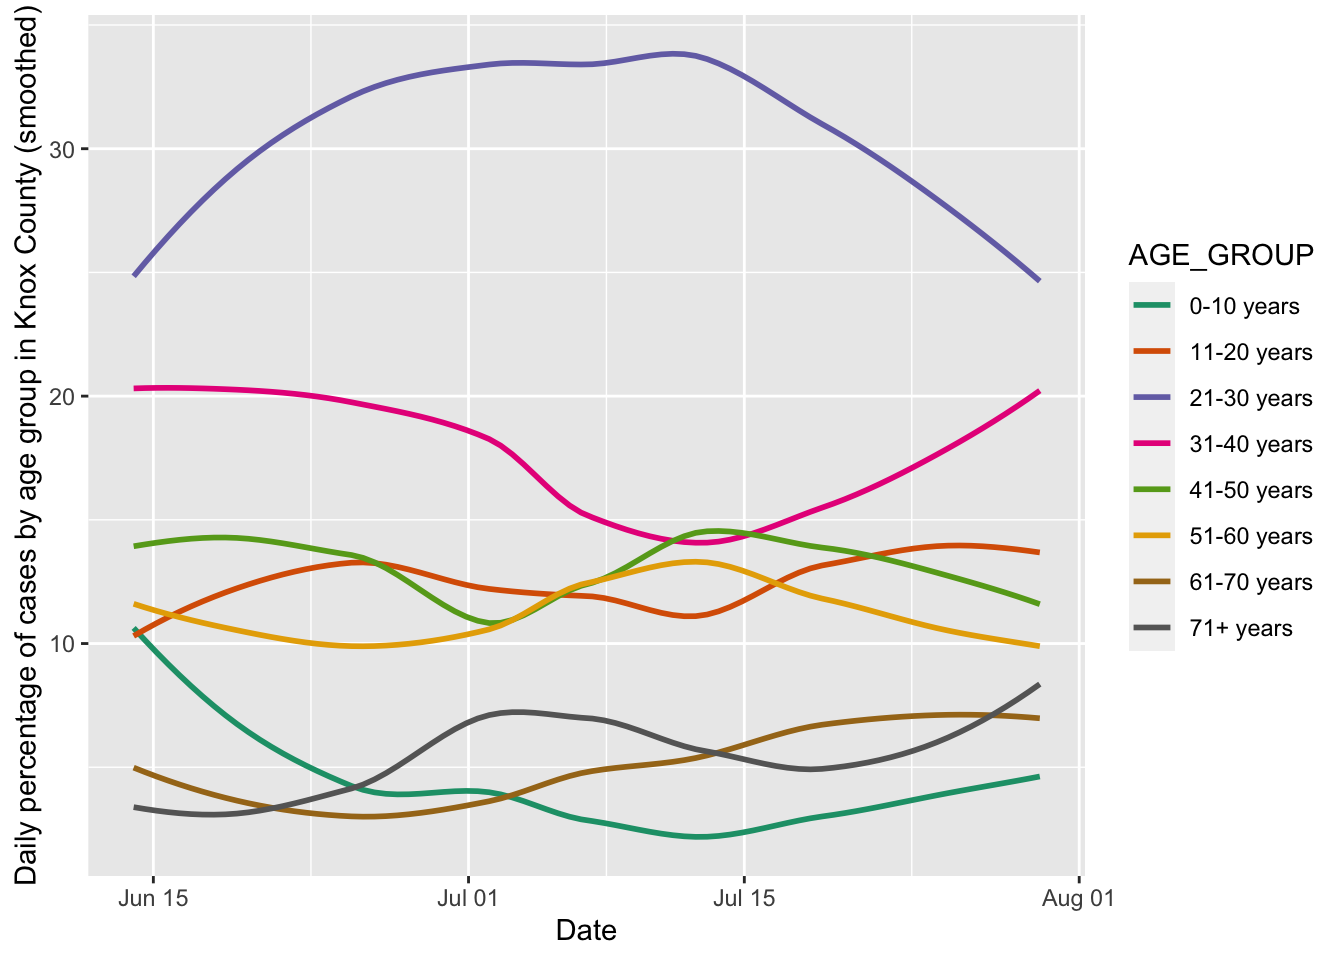 Daily percentage of cases by age group in Knox County (smoothed)
30
20
10
Jun 15
Jul 01
Jul 15
Aug 01
Date
AGE_GROUP
0-10 years
11-20 years
21-30 years
31-40 years
41-50 years
51-60 years
61-70 years
71+ years